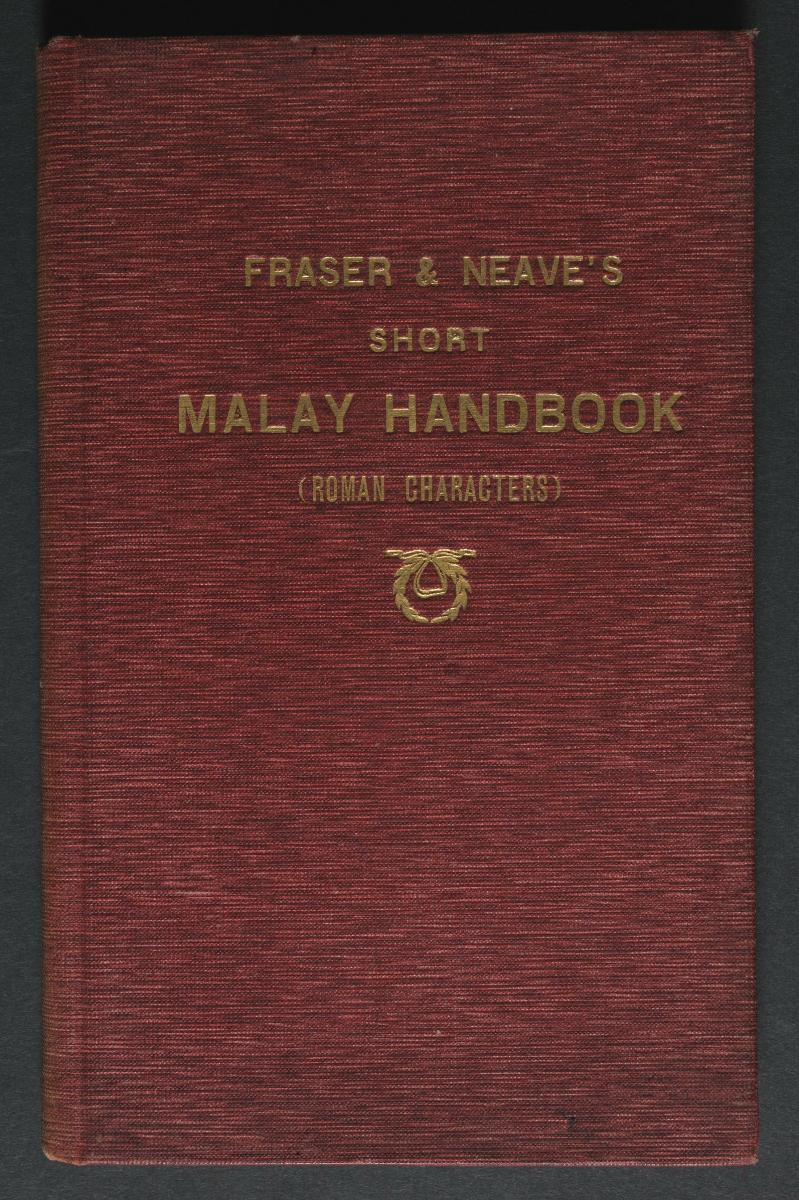 FRASER & NEAVE'S
SHORT
MALAY HANDBOOK
(ROMAN CHARACTERS)